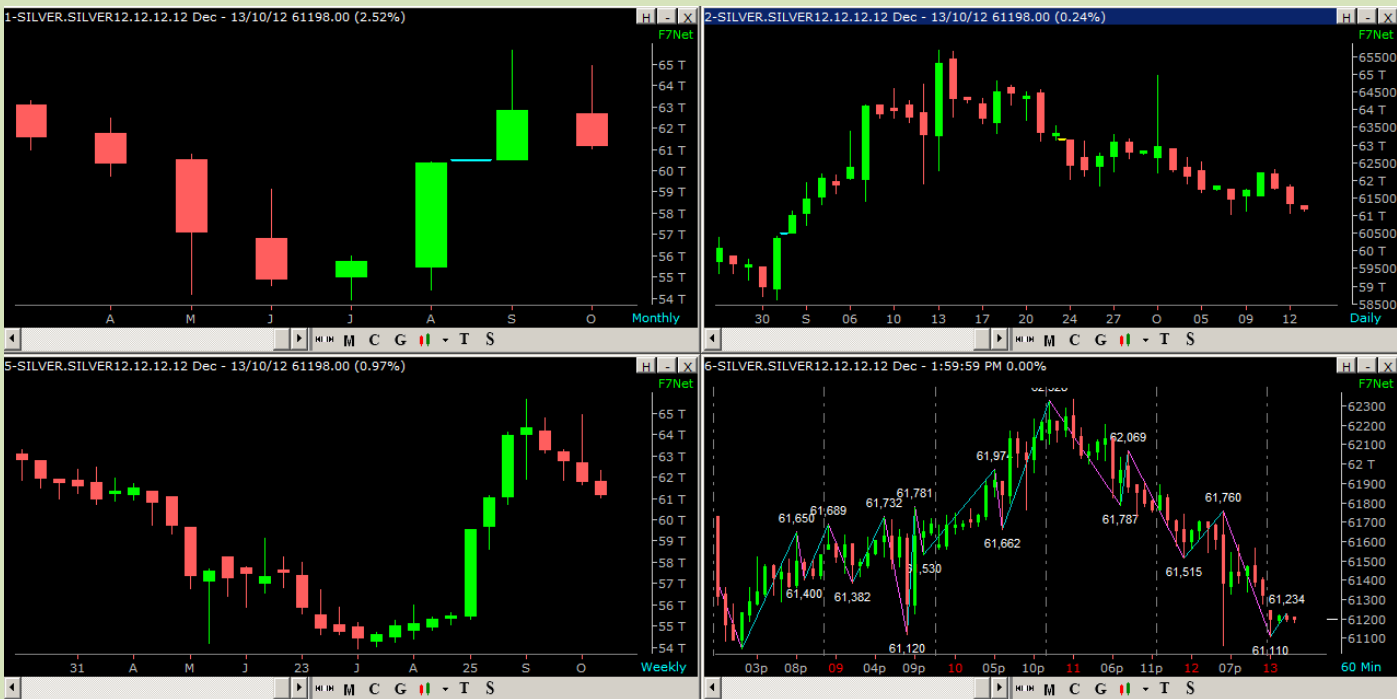 1-SILVER.SILVER12.12.12.12 Dec - 13/10/12 61198.00 (2.52%)
H - X
F7Net
65 T
64 T
63 T
62 T
61 T
60 T
59 T
58 T
57 T
56 T
55 T
54 T
A M J J A S O Monthly
M C G T S
2-SILVER.SILVER12.12.12.12 Dec - 13/10/12 61198.00 (0.24%)
H - X
F7Net
65500
65 T
64500
64 T
63500
63 T
62500
62 T
61500
61 T
60500
60 T
59500
59 T
58500
30 S 06 10 13 17 20 24 27 O 05 09 12 Daily
M C G T S
5-SILVER.SILVER12.12.12.12 Dec - 13/10/12 61198.00 (0.97%)
H - X
F7Net
65 T
64 T
63 T
62 T
61 T
60 T
59 T
58 T
57 T
56 T
55 T
54 T
31 A M J 23 J A 25 S O Weekly
M C G T S
6-SILVER.SILVER12.12.12.12 Dec - 1:59:59 PM 0.00%
H - X
F7Net
62300
62200
62100
62 T
61900
61800
61700
61600
61500
61400
61300
61200
61100
62,069
61,974
61,781
61,760
61,732
61,689
61,650
61,787
61,662
61,530
61,515
61,400
61,382
61,234
61,120
61,110
03p 08p 09 04p 09p 10 05p 10p 11 06p 11p 12 07p 13 60 Min
M C G T S